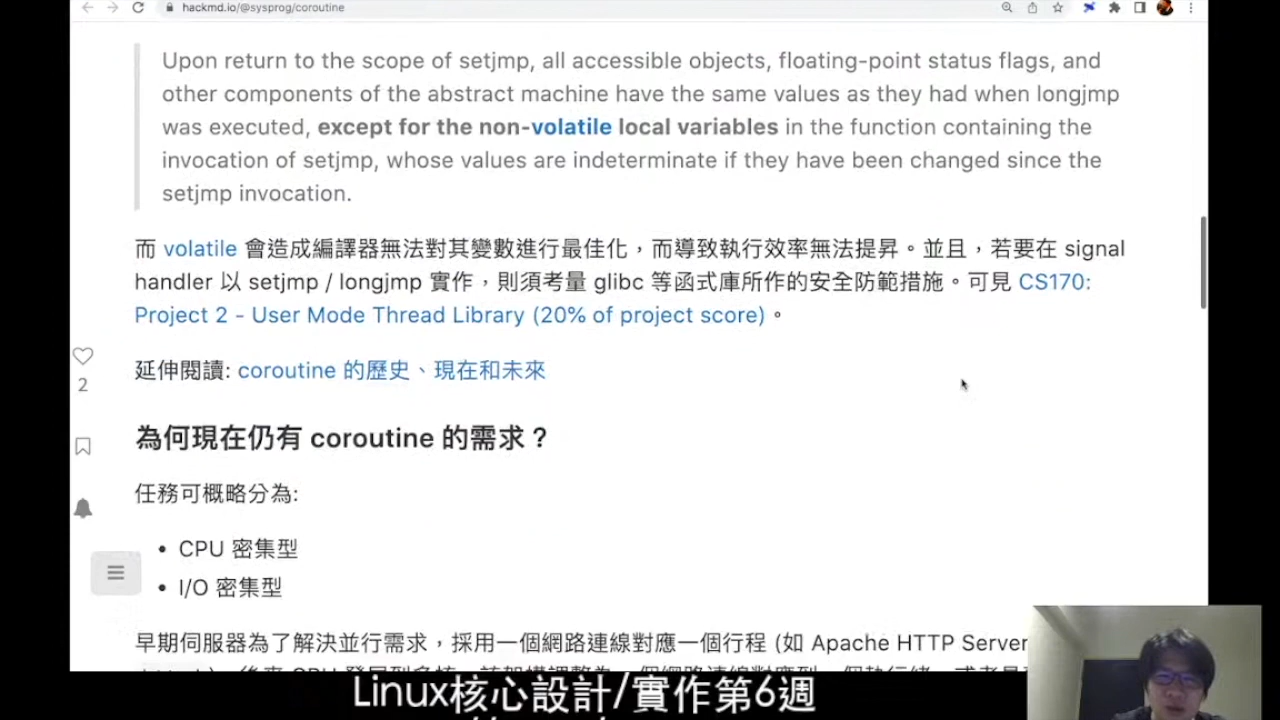 hackmd.io/@sysprog/coroutine
Upon return to the scope of setjmp, all accessible objects, floating-point status flags, and
other components of the abstract machine have the same values as they had when longjmp
was executed, except for the non-volatile local variables in the function containing the
invocation of setjmp, whose values are indeterminate if they have been changed since the
setjmp invocation.
而 volatile 會造成編譯器無法對其變數進行最佳化，而導致執行效率無法提昇。並且，若要在 signal
handler 以 setjmp / longjmp 實作，則須考量 glibc 等函式庫所作的安全防範措施。可見 CS170:
Project 2 - User Mode Thread Library (20% of project score)。
2
延伸閱讀: coroutine 的歷史、現在和未來
為何現在仍有 coroutine 的需求？
任務可概略分為:
• CPU 密集型
• I/O 密集型
早期伺服器為了解決並行需求，採用一個網路連線對應一個行程 (如 Apache HTTP Server
Linux核心設計/實作第6週